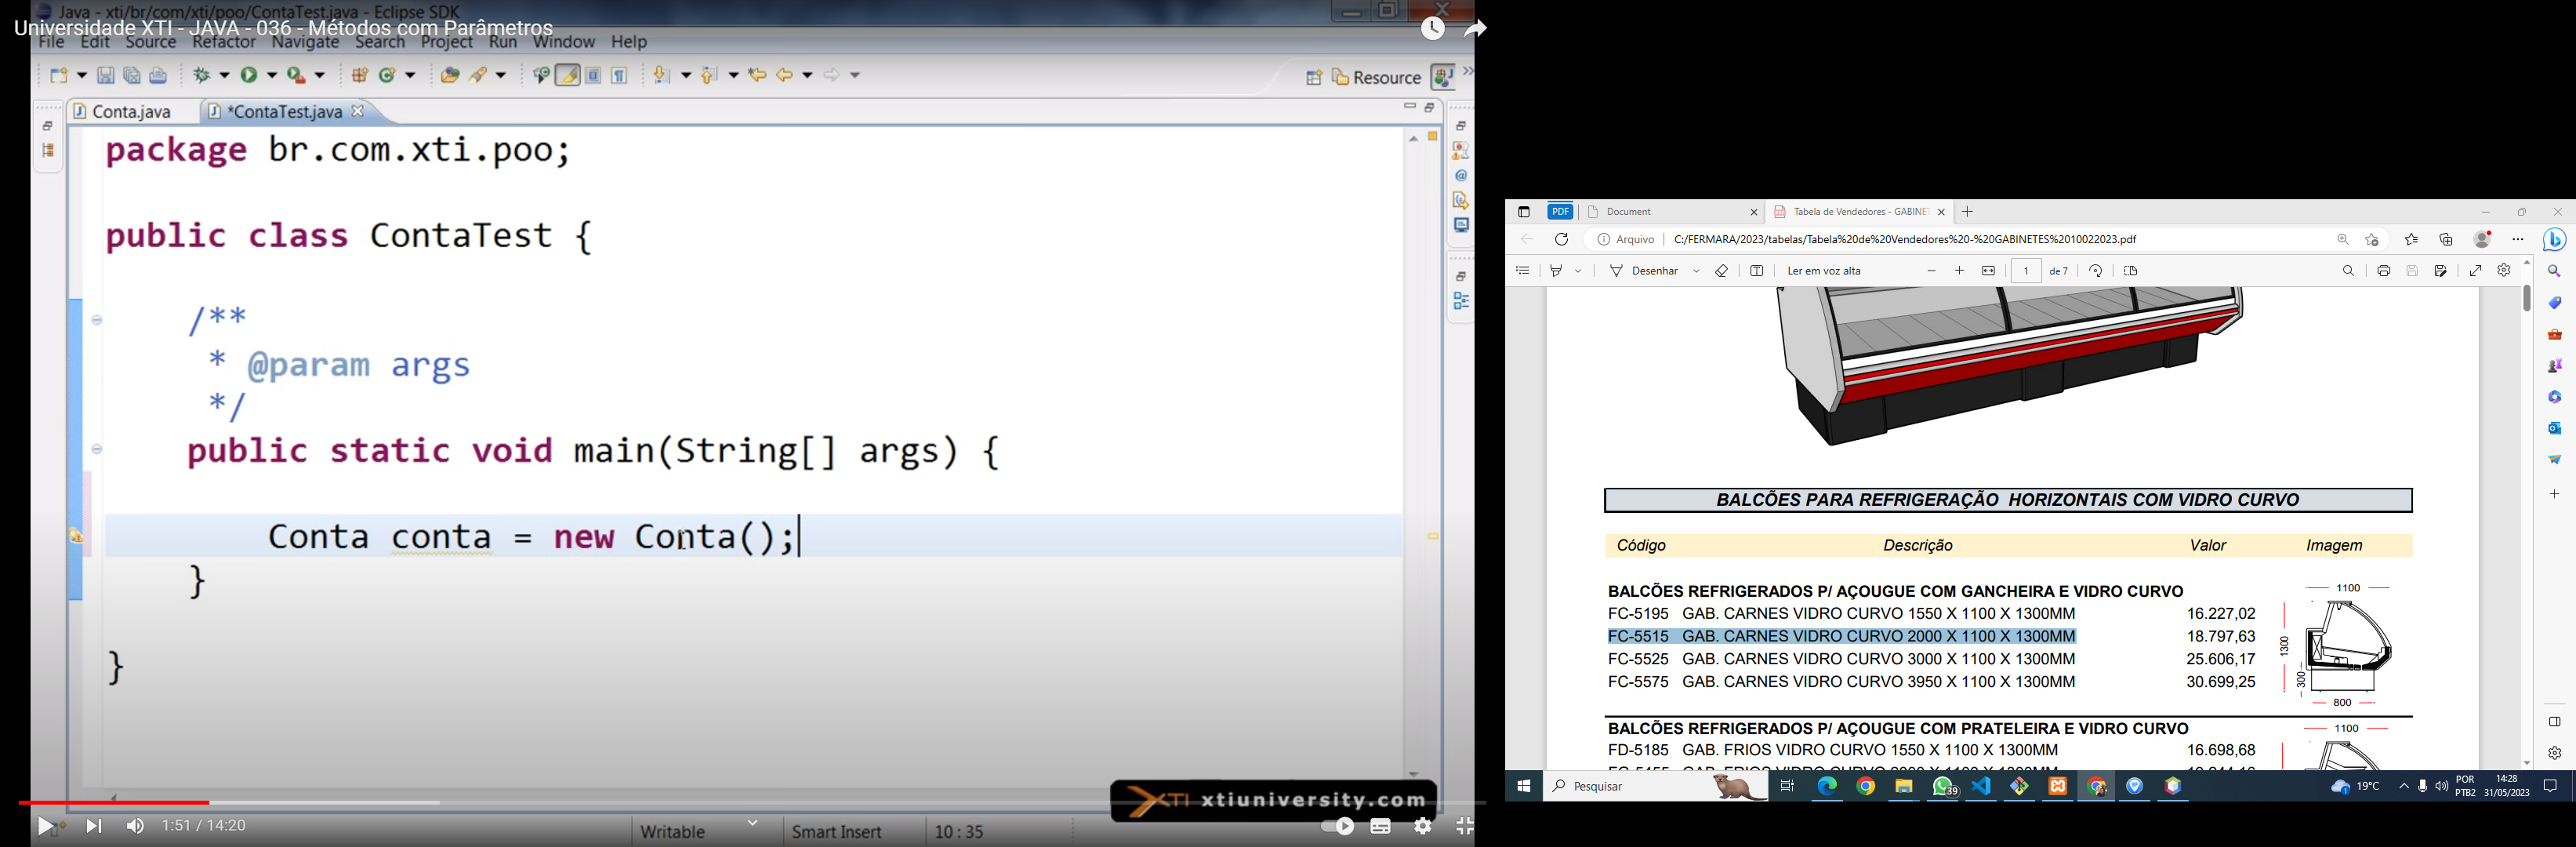 Java - xti/br/com/xti/poo/ContaTest.java - Eclipse SDK
Universidade XTI - JAVA - 036 - Métodos com Parâmetros
File Edit Source Refactor Navigate Search Project Run Window Help
Resource
Conta.java *ContaTest.java
package br.com.xti.poo;
public class ContaTest {
/**
* @param args
*/
public static void main(String[] args) {
Conta conta = new Conta();
}
}
XTI xtiuniversity.com
1:51 / 14:20
Writable Smart Insert 10 : 35
PDF Document Tabela de Vendedores - GABINE
Arquivo C:/FERMARA/2023/tabelas/Tabela%20de%20Vendedores%20-%20GABINETES%2010022023.pdf
Desenhar Ler em voz alta 1 de 7
BALCÕES PARA REFRIGERAÇÃO HORIZONTAIS COM VIDRO CURVO
Código Descrição Valor Imagem
BALCÕES REFRIGERADOS P/ AÇOUGUE COM GANCHEIRA E VIDRO CURVO
FC-5195 GAB. CARNES VIDRO CURVO 1550 X 1100 X 1300MM 16.227,02
FC-5515 GAB. CARNES VIDRO CURVO 2000 X 1100 X 1300MM 18.797,63
FC-5525 GAB. CARNES VIDRO CURVO 3000 X 1100 X 1300MM 25.606,17
FC-5575 GAB. CARNES VIDRO CURVO 3950 X 1100 X 1300MM 30.699,25
1100
1300
300
800
BALCÕES REFRIGERADOS P/ AÇOUGUE COM PRATELEIRA E VIDRO CURVO
FD-5185 GAB. FRIOS VIDRO CURVO 1550 X 1100 X 1300MM 16.698,68
1100
Pesquisar
39
19°C
POR
PTB2
14:28
31/05/2023